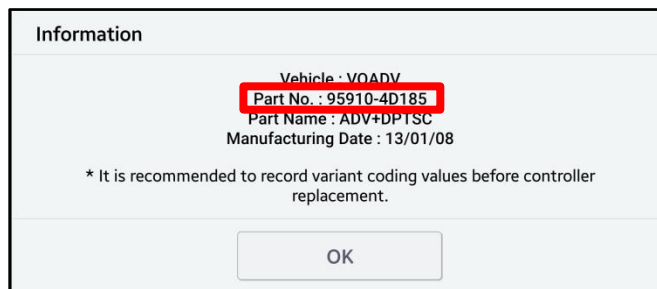 Information
Vehicle : VQADV
Part No. : 95910-4D185
Part Name : ADV+DPTSC
Manufacturing Date : 13/01/08
* It is recommended to record variant coding values before controller
replacement.
OK